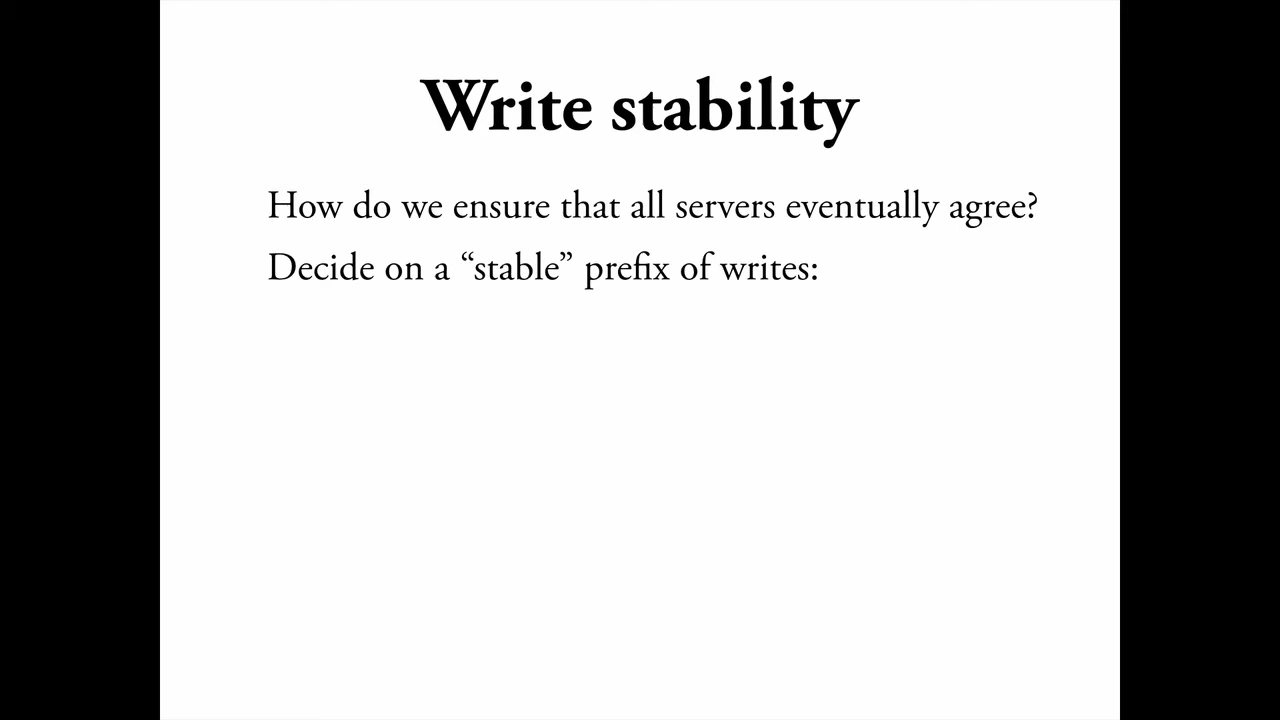 Write stability
How do we ensure that all servers eventually agree?
Decide on a “stable” prefix of writes: